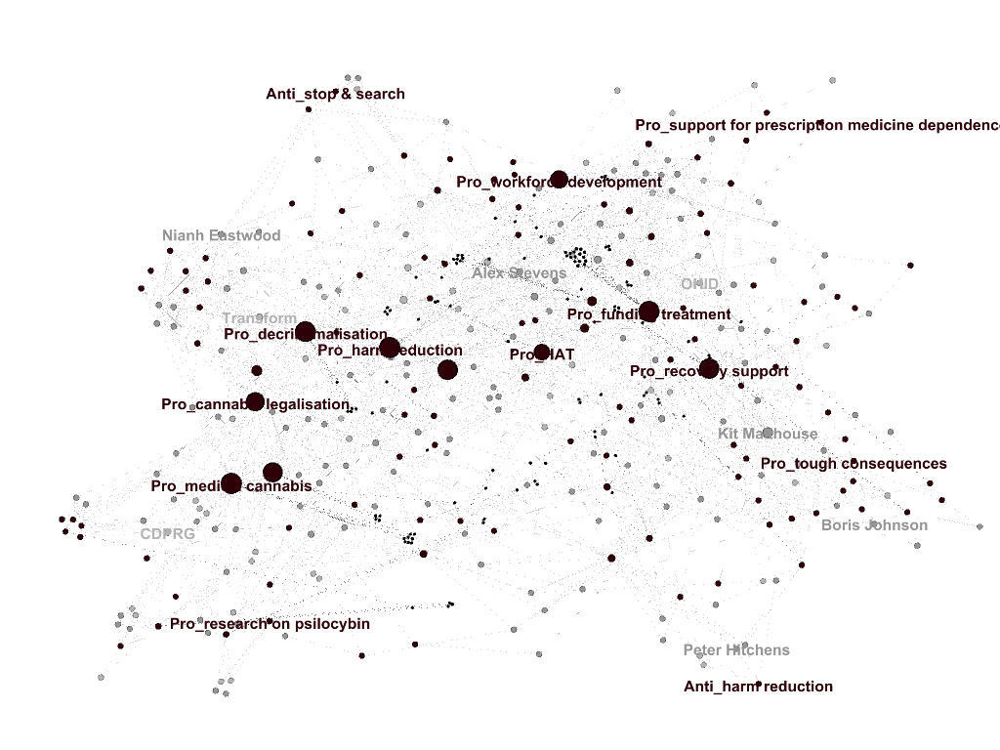 Anti_stop & search
Pro_support for prescription medicine dependence
Pro_workforce development
Nianh Eastwood
Alex Stevens
OHID
Transform
Pro_funding treatment
Pro_decriminalisation
Pro_harm reduction
Pro_HAT
Pro_recovery support
Pro_cannabis legalisation
Kit Malthouse
Pro_tough consequences
Pro_medical cannabis
Boris Johnson
CDPRG
Pro_research on psilocybin
Peter Hitchens
Anti_harm reduction